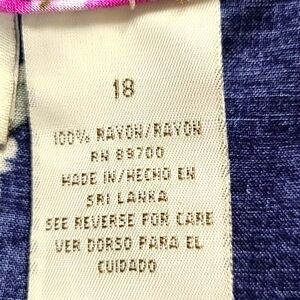 18
100% RAYON/RAYON
RN 89700
MADE IN/HECHO EN
SRI LANKA
SEE REVERSE FOR CARE
VER DORSO PARA EL
CUIDADO